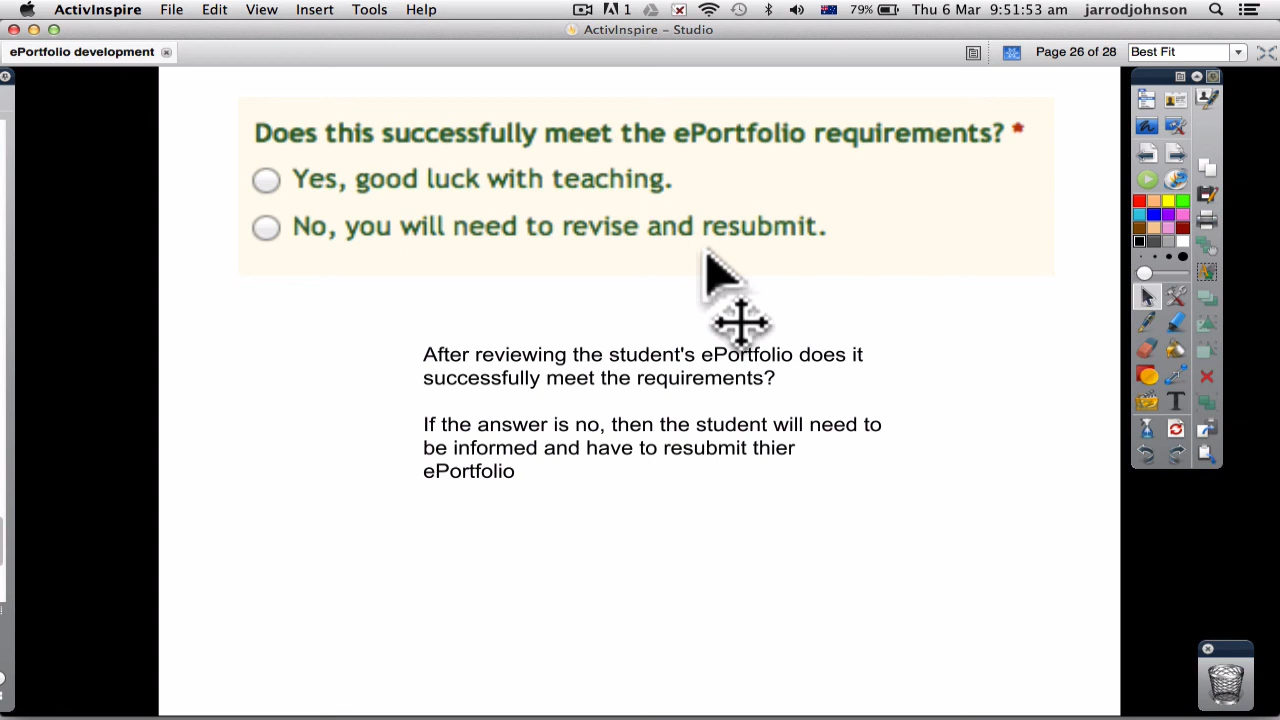 ActivInspire File Edit View Insert Tools Help 1 79% Thu 6 Mar 9:51:53 am jarrodjohnson
ActivInspire – Studio
ePortfolio development Page 26 of 28 Best Fit
Does this successfully meet the ePortfolio requirements? *
Yes, good luck with teaching.
No, you will need to revise and resubmit.
After reviewing the student's ePortfolio does it
successfully meet the requirements?
If the answer is no, then the student will need to
be informed and have to resubmit thier
ePortfolio